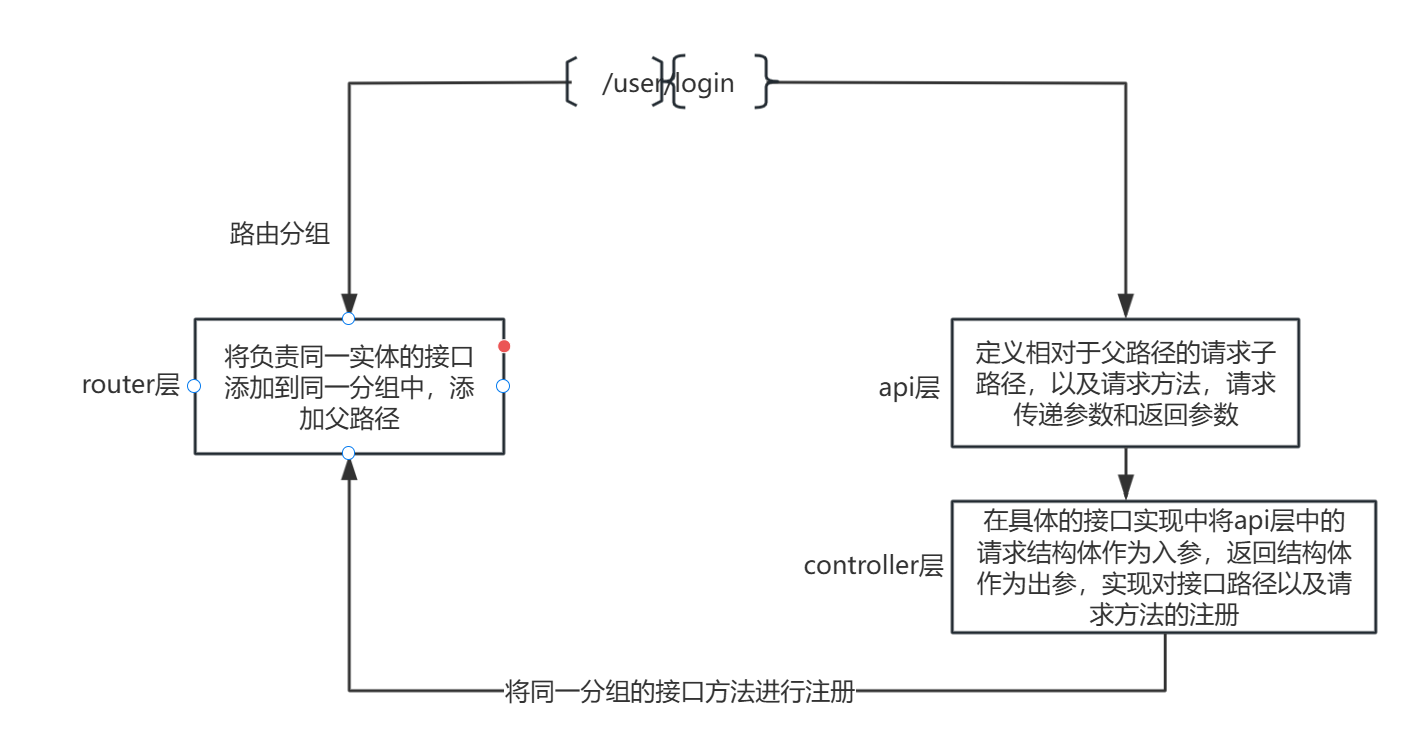 /user/login
路由分组
router层
将负责同一实体的接口
添加到同一分组中，添
加父路径
api层
定义相对于父路径的请求子
路径，以及请求方法，请求
传递参数和返回参数
controller层
在具体的接口实现中将api层中的
请求结构体作为入参，返回结构体
作为出参，实现对接口路径以及请
求方法的注册
将同一分组的接口方法进行注册